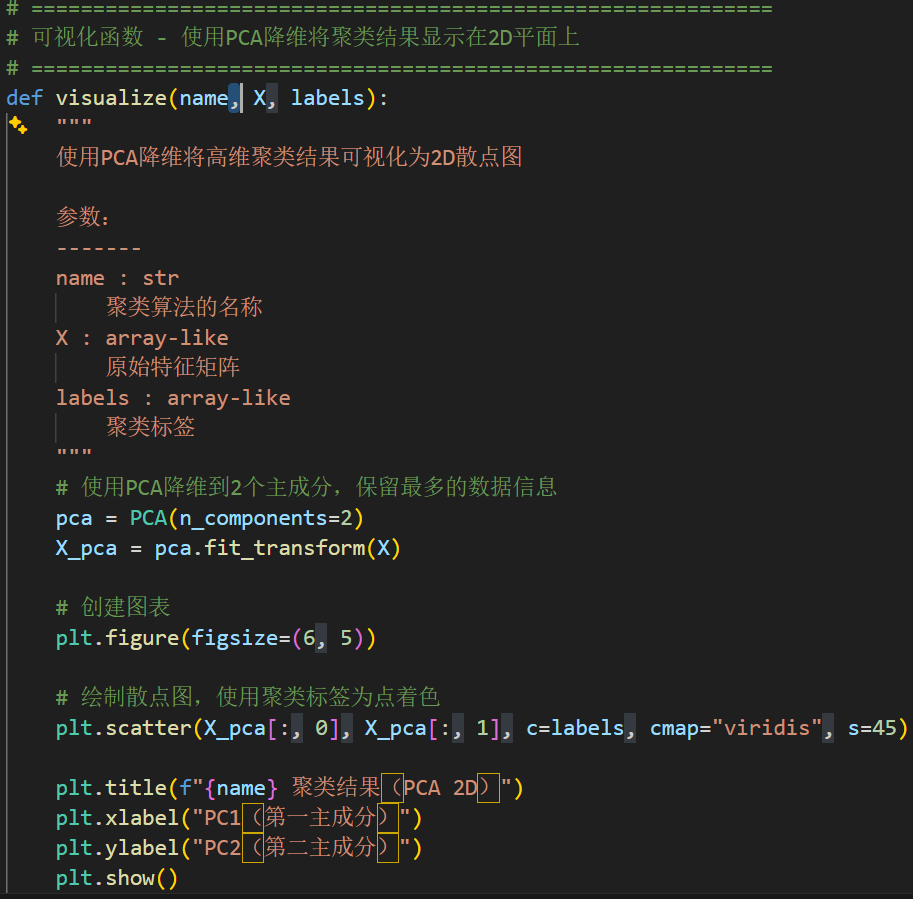 # ============================================================
# 可视化函数 - 使用PCA降维将聚类结果显示在2D平面上
# ============================================================
def visualize(name, X, labels):
    """
    使用PCA降维将高维聚类结果可视化为2D散点图

    参数:
    -------
    name : str
        聚类算法的名称
    X : array-like
        原始特征矩阵
    labels : array-like
        聚类标签
    """
    # 使用PCA降维到2个主成分，保留最多的数据信息
    pca = PCA(n_components=2)
    X_pca = pca.fit_transform(X)

    # 创建图表
    plt.figure(figsize=(6, 5))

    # 绘制散点图，使用聚类标签为点着色
    plt.scatter(X_pca[:, 0], X_pca[:, 1], c=labels, cmap="viridis", s=45)

    plt.title(f"{name} 聚类结果（PCA 2D）")
    plt.xlabel("PC1（第一主成分）")
    plt.ylabel("PC2（第二主成分）")
    plt.show()